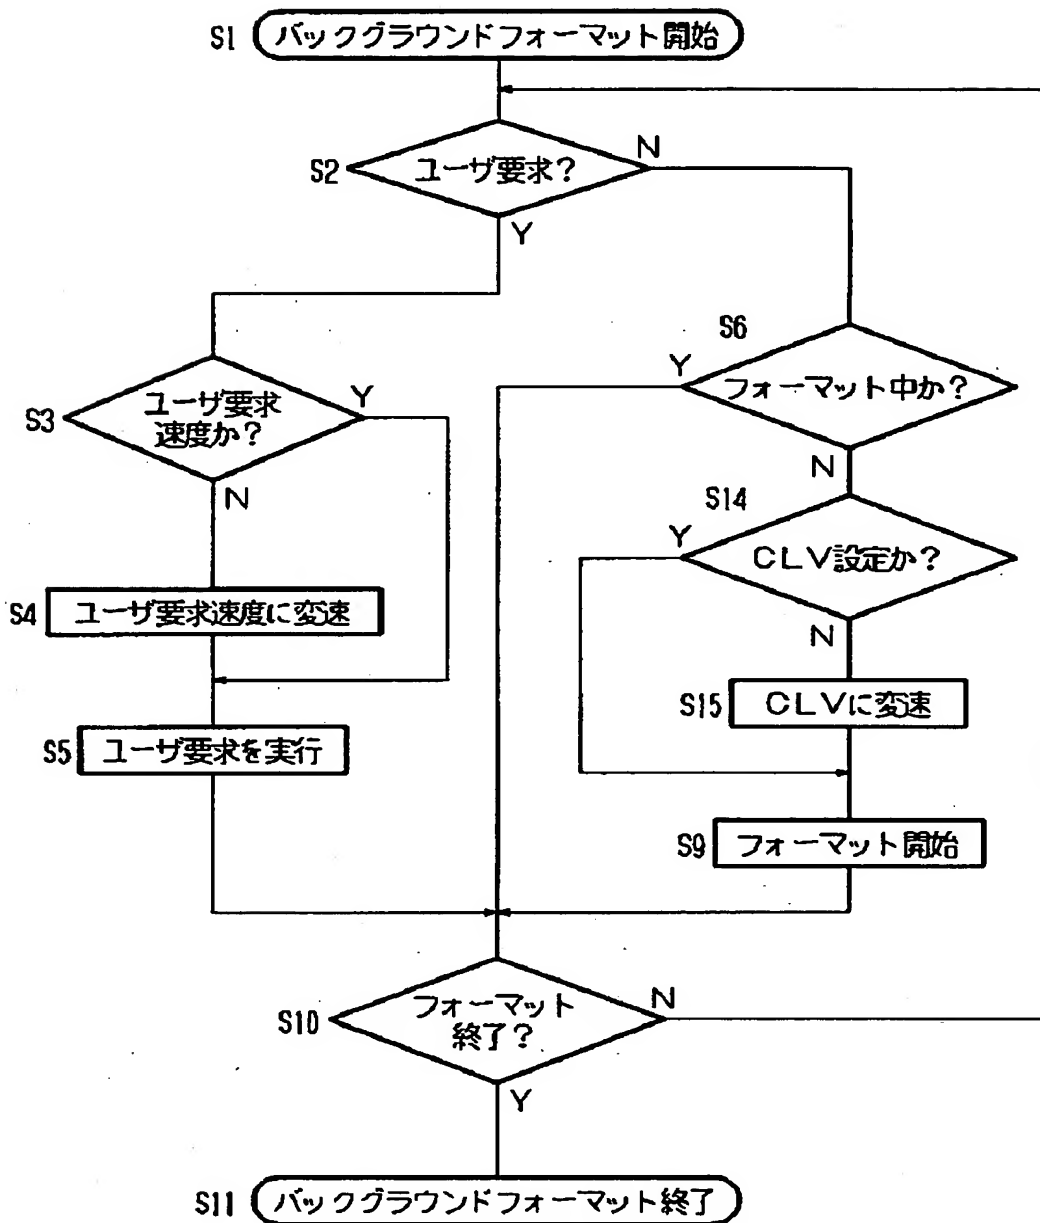 S1 バックグラウンドフォーマット開始
S2 ユーザ要求?
N
Y
S3 ユーザ要求
速度か?
Y
N
S4 ユーザ要求速度に変速
S5 ユーザ要求を実行
S6
Y フォーマット中か?
N
S14
Y CLV設定か?
N
S15 CLVに変速
S9 フォーマット開始
S10 フォーマット
終了?
N
Y
S11 バックグラウンドフォーマット終了